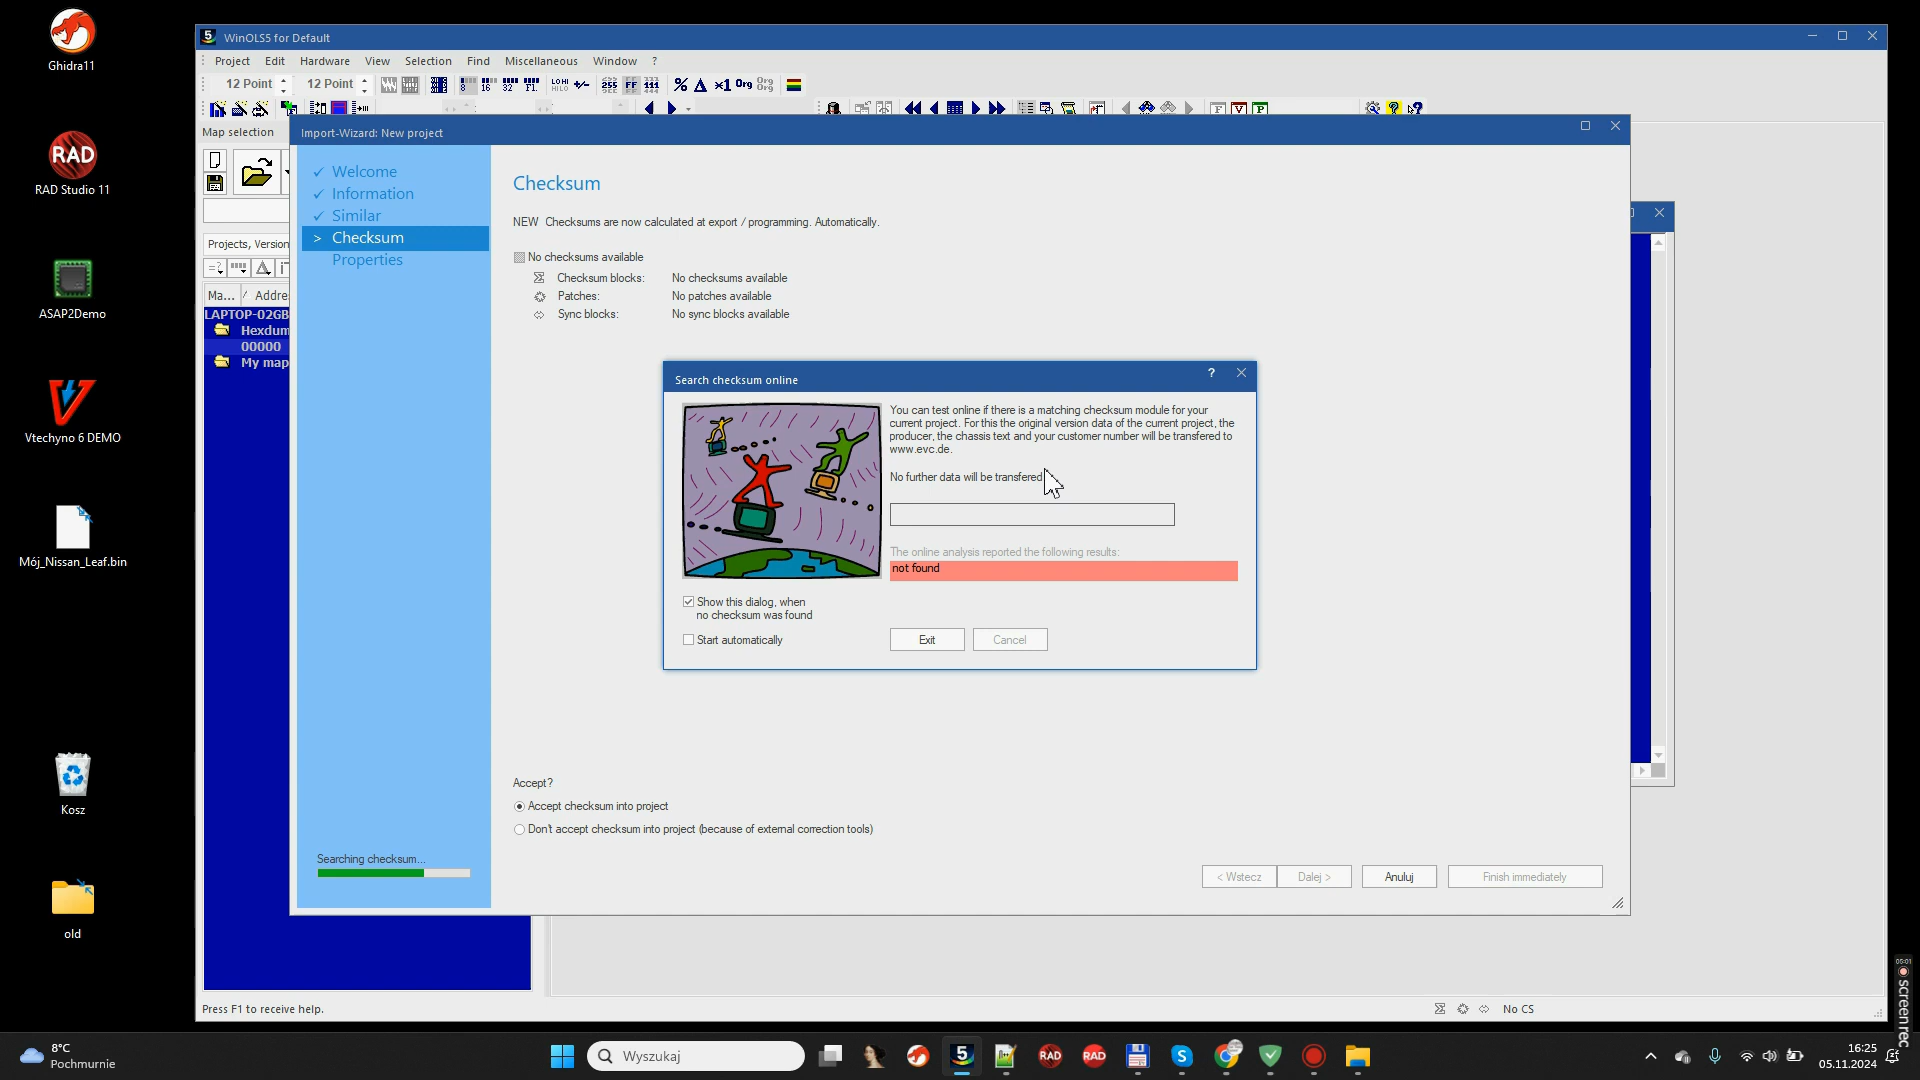 Ghidra11
RAD Studio 11
ASAP2Demo
Vtechyno 6 DEMO
Mój_Nissan_Leaf.bin
Kosz
old
WinOLS5 for Default
Project Edit Hardware View Selection Find Miscellaneous Window ?
12 Point 12 Point
Map selection
Projects, Version
Ma... Addre
LAPTOP-02GB
Hexdum
00000
My map
Import-Wizard: New project
Welcome
Information
Similar
> Checksum
Properties
Searching checksum...
Checksum
NEW Checksums are now calculated at export / programming. Automatically.
No checksums available
Checksum blocks: No checksums available
Patches: No patches available
Sync blocks: No sync blocks available
Search checksum online
You can test online if there is a matching checksum module for your
current project. For this the original version data of the current project, the
producer, the chassis text and your customer number will be transfered to
www.evc.de.
No further data will be transfered
The online analysis reported the following results:
not found
Show this dialog, when
no checksum was found
Start automatically
Exit Cancel
Accept?
Accept checksum into project
Don't accept checksum into project (because of external correction tools)
< Wstecz Dalej > Anuluj Finish immediately
Press F1 to receive help.
No CS
screenrec
8°C
Pochmurnie
Wyszukaj
16:25
05.11.2024